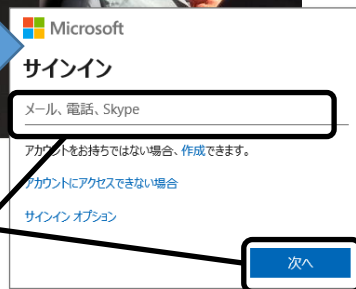 Microsoft
サインイン
メール、電話、Skype
アカウントをお持ちではない場合、作成できます。
アカウントにアクセスできない場合
サインイン オプション
次へ